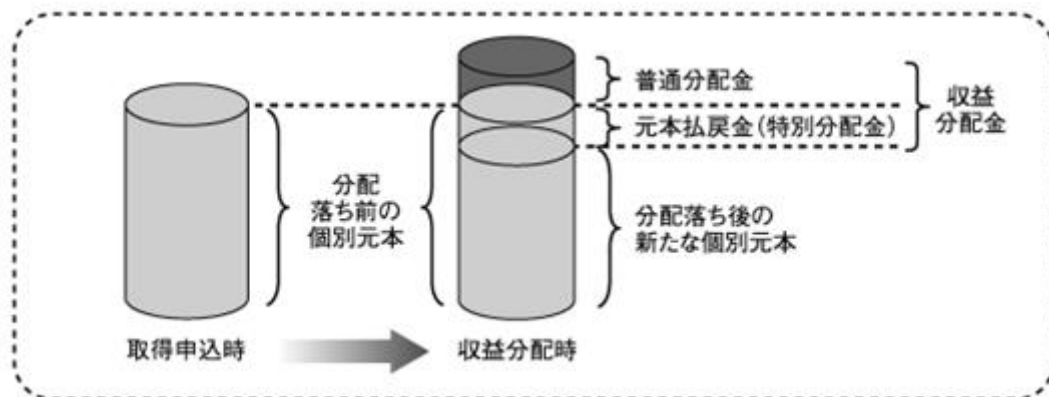 普通分配金
元本払戻金(特別分配金)
収益
分配金
分配
落ち前の
個別元本
分配落ち後の
新たな個別元本
取得申込時
収益分配時